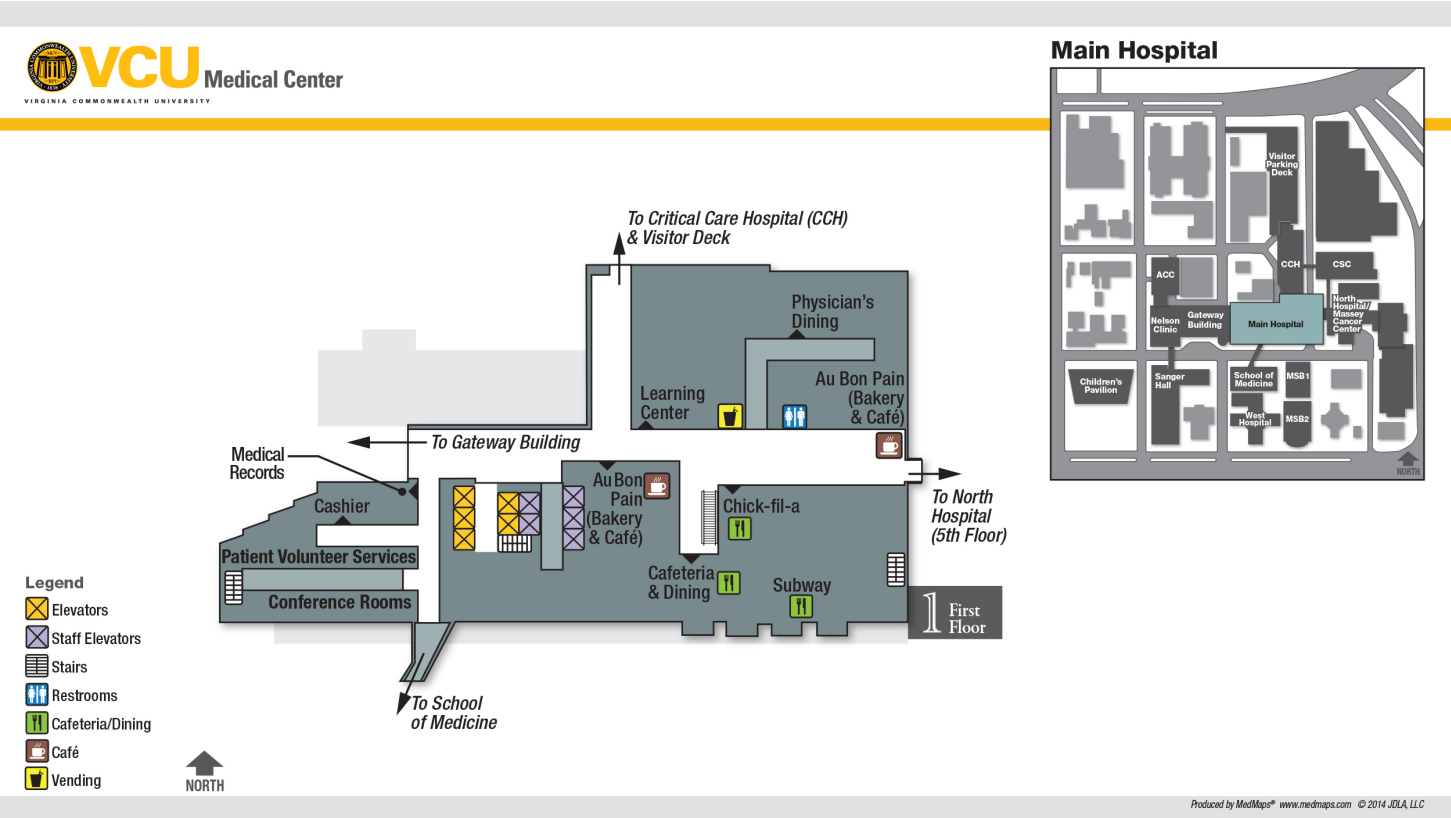 VCU Medical Center
VIRGINIA COMMONWEALTH UNIVERSITY
Main Hospital
Visitor
Parking
Deck
CCH
CSC
ACC
North
Hospital/
Massey
Cancer
Center
Nelson
Clinic
Gateway
Building
Main Hospital
Children's
Pavilion
Sanger
Hall
School of
Medicine
MSB1
West
Hospital
MSB2
NORTH
To Critical Care Hospital (CCH)
& Visitor Deck
Physician's
Dining
Learning
Center
Au Bon Pain
(Bakery
& Café)
To Gateway Building
Medical
Records
Cashier
Au Bon
Pain
(Bakery
& Café)
Chick-fil-a
To North
Hospital
(5th Floor)
Patient Volunteer Services
Conference Rooms
Cafeteria
& Dining
Subway
1 First
Floor
To School
of Medicine
Legend
Elevators
Staff Elevators
Stairs
Restrooms
Cafeteria/Dining
Café
Vending
NORTH
Produced by MedMaps® www.medmaps.com © 2014 JDLA, LLC